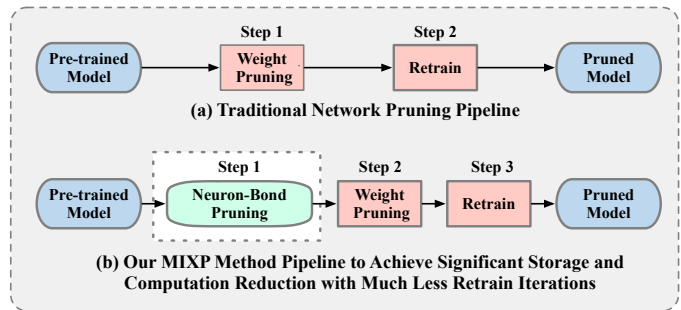 Step 1
Step 2
Pre-trained
Model
Weight
Pruning
Retrain
Pruned
Model
(a) Traditional Network Pruning Pipeline
Step 1
Step 2
Step 3
Pre-trained
Model
Neuron-Bond
Pruning
Weight
Pruning
Retrain
Pruned
Model
(b) Our MIXP Method Pipeline to Achieve Significant Storage and
Computation Reduction with Much Less Retrain Iterations